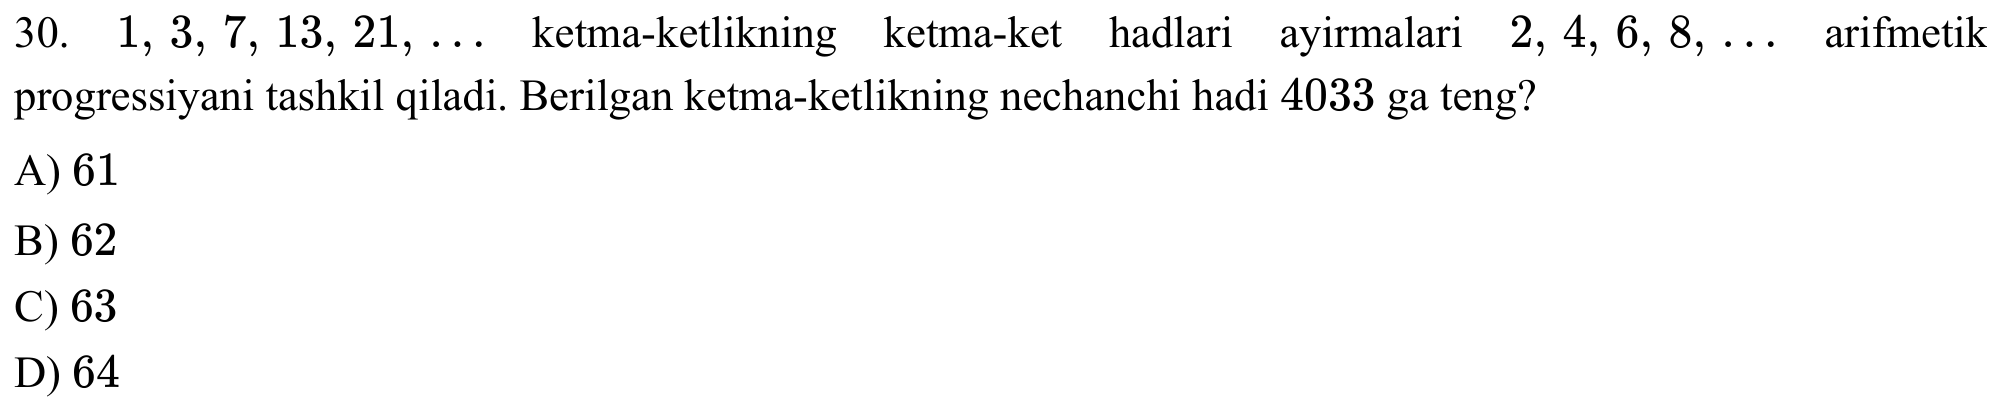 30. 1, 3, 7, 13, 21, ... ketma-ketlikning ketma-ket hadlari ayirmalari 2, 4, 6, 8, ... arifmetik
progressiyani tashkil qiladi. Berilgan ketma-ketlikning nechanchi hadi 4033 ga teng?
A) 61
B) 62
C) 63
D) 64